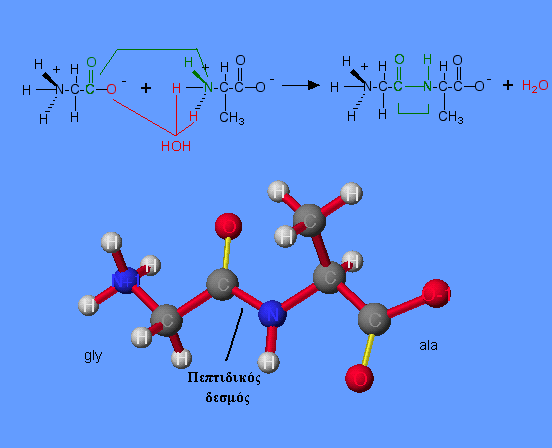 H + H O H + H O H O H H O
H N C C O - + H N C C O - → H N C C N C C O - + H2O
H H H CH3 H H CH3
HOH
H H
H O H
H H C H
N C C O
H C N C
H H H O
gly
ala
Πεπτιδικός
δεσμός